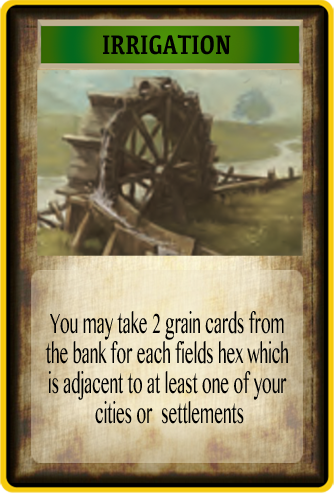 IRRIGATION
You may take 2 grain cards from
the bank for each fields hex which
is adjacent to at least one of your
cities or settlements